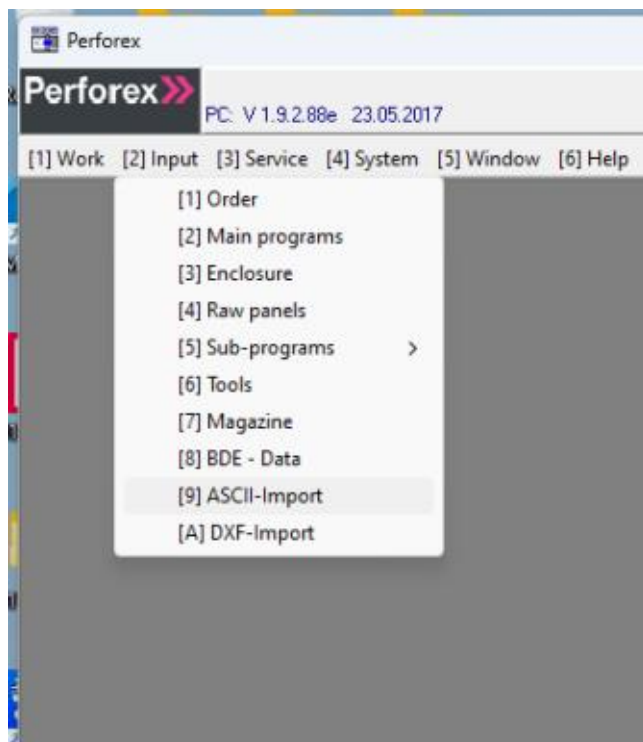 Perforex
Perforex
PC: V 1.9.2.88e 23.05.2017
[1] Work [2] Input [3] Service [4] System [5] Window [6] Help
[1] Order
[2] Main programs
[3] Enclosure
[4] Raw panels
[5] Sub-programs
[6] Tools
[7] Magazine
[8] BDE - Data
[9] ASCII-Import
[A] DXF-Import